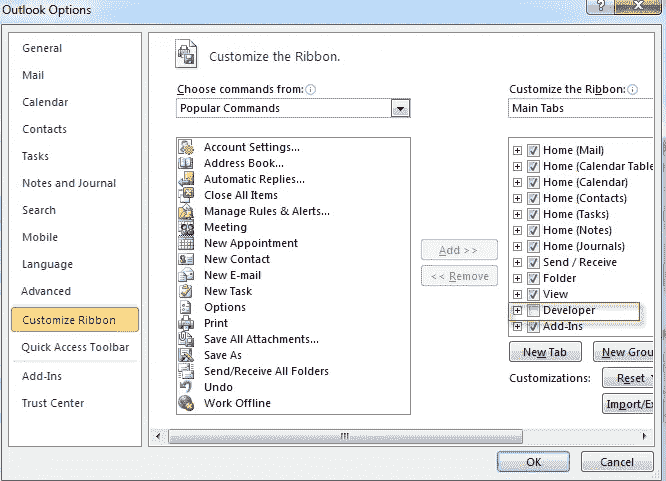 Outlook Options
?
General
Mail
Calendar
Contacts
Tasks
Notes and Journal
Search
Mobile
Language
Advanced
Customize Ribbon
Quick Access Toolbar
Add-Ins
Trust Center
Customize the Ribbon.
Choose commands from:
Popular Commands
Account Settings...
Address Book...
Automatic Replies...
Close All Items
Manage Rules & Alerts...
Meeting
New Appointment
New Contact
New E-mail
New Task
Options
Print
Save All Attachments...
Save As
Send/Receive All Folders
Undo
Work Offline
Add >>
<< Remove
Customize the Ribbon:
Main Tabs
Home (Mail)
Home (Calendar Table
Home (Calendar)
Home (Contacts)
Home (Tasks)
Home (Notes)
Home (Journals)
Send / Receive
Folder
View
Developer
Add-Ins
New Tab
New Grou
Customizations:
Reset
Import/Ex
OK
Cancel